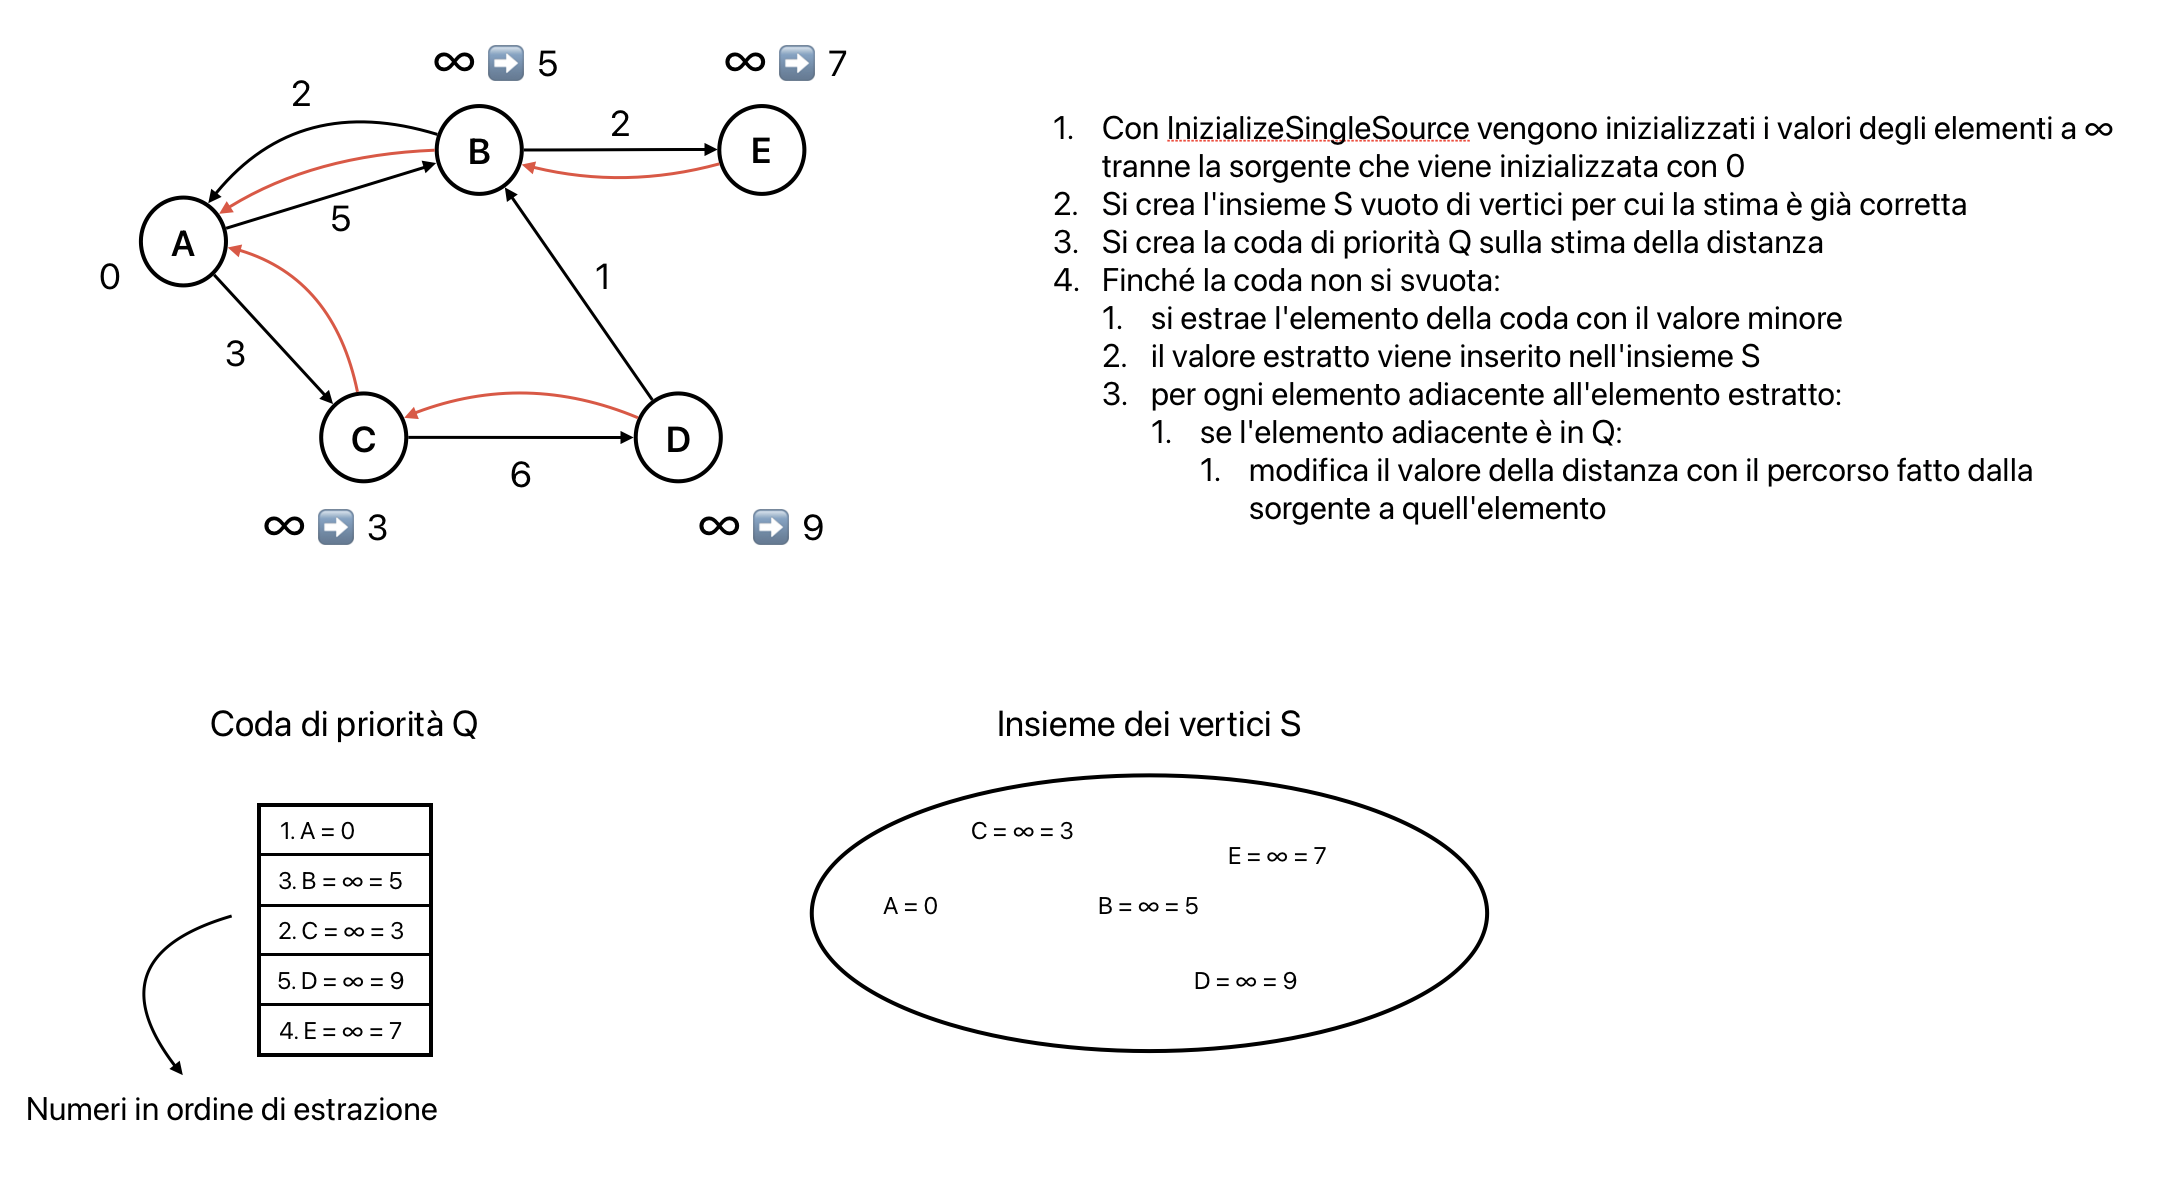 ∞ ➡️ 5
∞ ➡️ 7
2
B
2
E
5
A
0
1
3
C
6
D
∞ ➡️ 3
∞ ➡️ 9
1. Con InizializeSingleSource vengono inizializzati i valori degli elementi a ∞
tranne la sorgente che viene inizializzata con 0
2. Si crea l'insieme S vuoto di vertici per cui la stima è già corretta
3. Si crea la coda di priorità Q sulla stima della distanza
4. Finché la coda non si svuota:
1. si estrae l'elemento della coda con il valore minore
2. il valore estratto viene inserito nell'insieme S
3. per ogni elemento adiacente all'elemento estratto:
1. se l'elemento adiacente è in Q:
1. modifica il valore della distanza con il percorso fatto dalla
sorgente a quell'elemento
Coda di priorità Q
1. A = 0
3. B = ∞ = 5
2. C = ∞ = 3
5. D = ∞ = 9
4. E = ∞ = 7
Numeri in ordine di estrazione
Insieme dei vertici S
C = ∞ = 3
E = ∞ = 7
A = 0
B = ∞ = 5
D = ∞ = 9